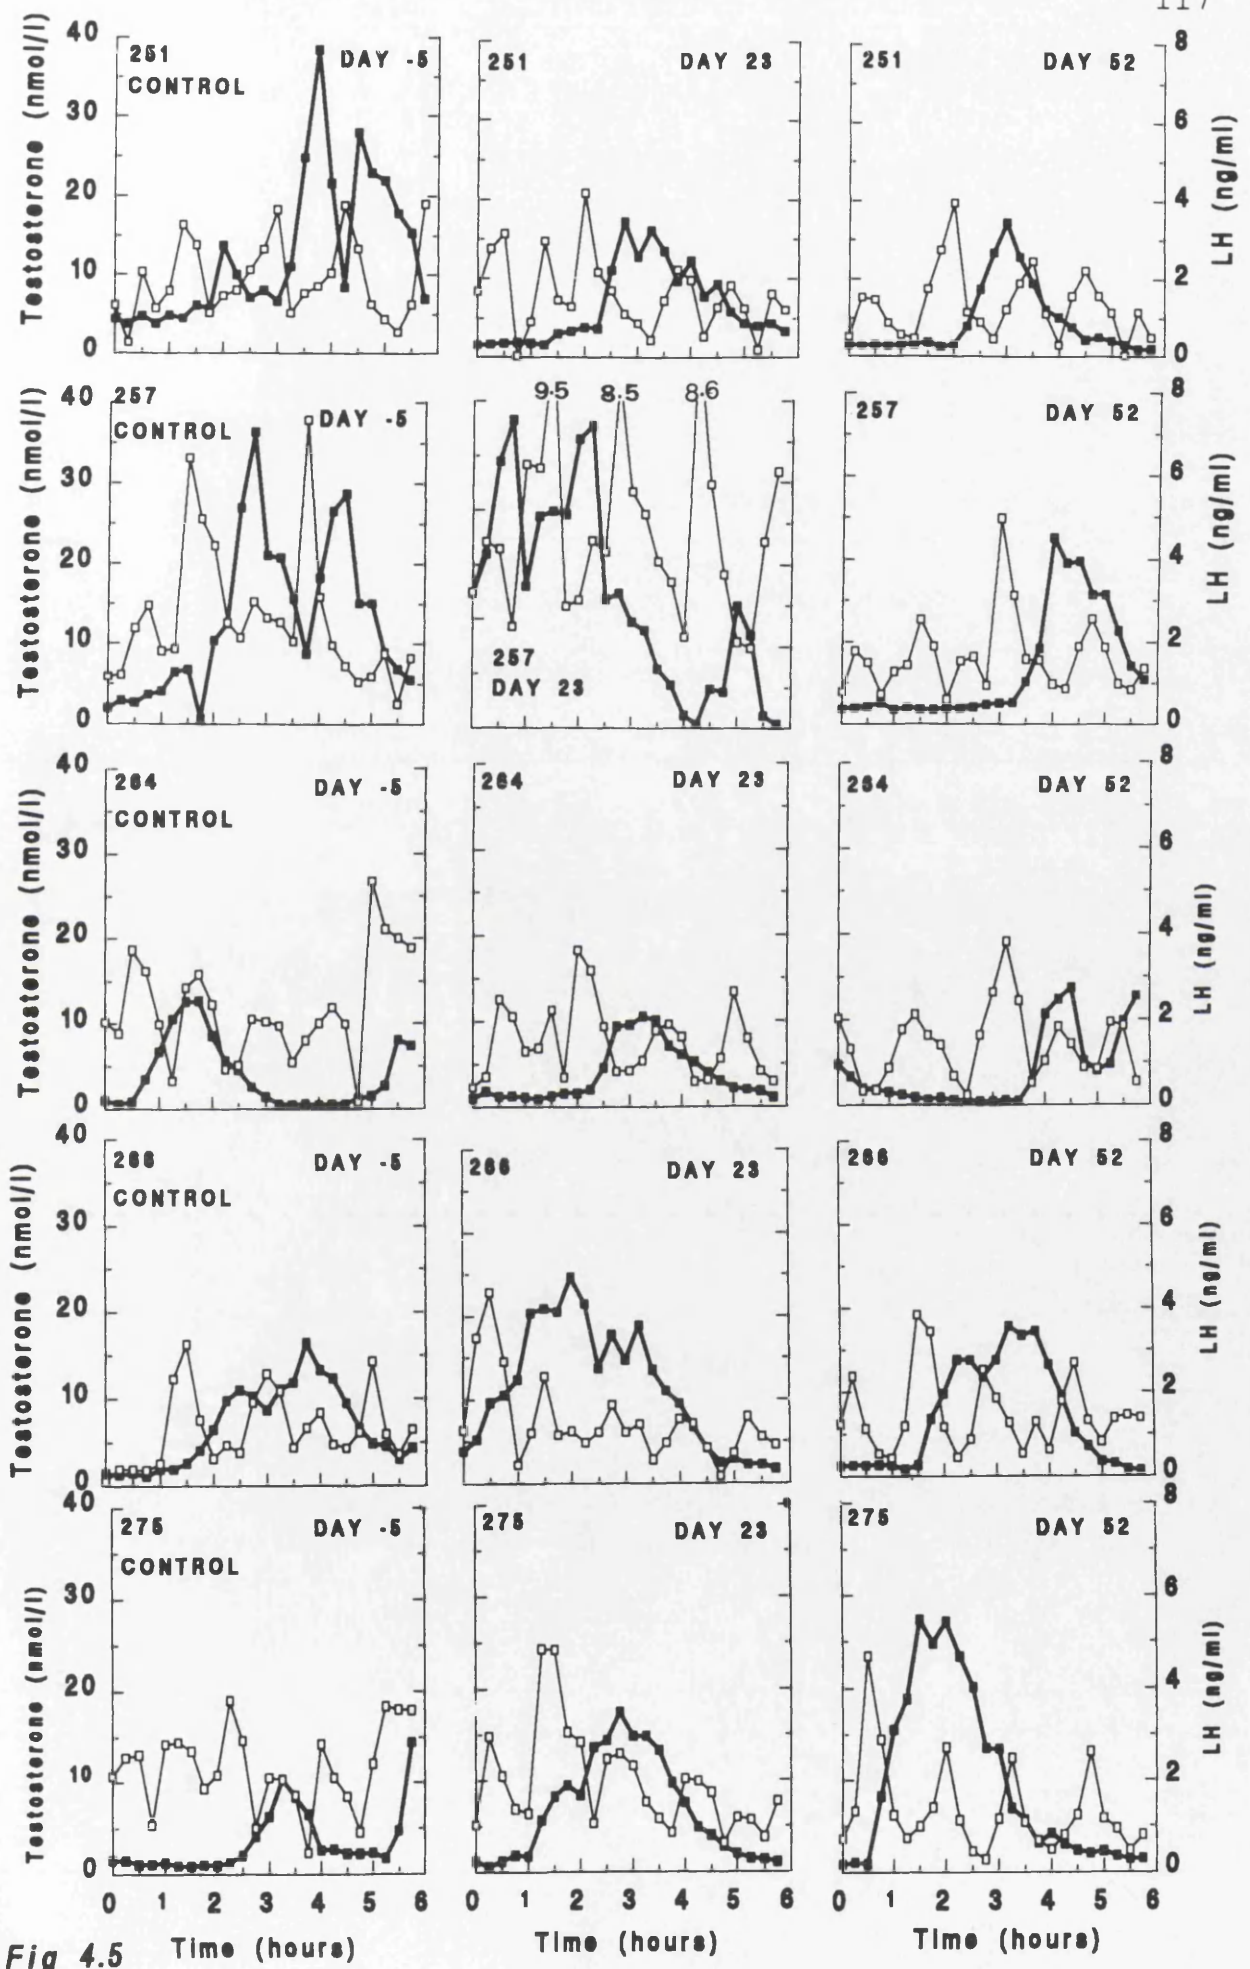 117
251 DAY -5
CONTROL
251 DAY 23
251 DAY 52
Testosterone (nmol/l)
40
30
20
10
0
8
6
4
2
0
LH (ng/ml)
257
CONTROL DAY -5
9.5 8.5 8.6
257
DAY 23
257 DAY 52
Testosterone (nmol/l)
40
30
20
10
0
8
6
4
2
0
LH (ng/ml)
264 DAY -5
CONTROL
264 DAY 23
264 DAY 52
Testosterone (nmol/l)
40
30
20
10
0
8
6
4
2
0
LH (ng/ml)
266 DAY -5
CONTROL
266 DAY 23
266 DAY 52
Testosterone (nmol/l)
40
30
20
10
0
8
6
4
2
0
LH (ng/ml)
275 DAY -5
CONTROL
275 DAY 23
275 DAY 52
Testosterone (nmol/l)
40
30
20
10
0
8
6
4
2
0
LH (ng/ml)
0 1 2 3 4 5 6
0 1 2 3 4 5 6
0 1 2 3 4 5 6
Time (hours)
Time (hours)
Time (hours)
Fig 4.5